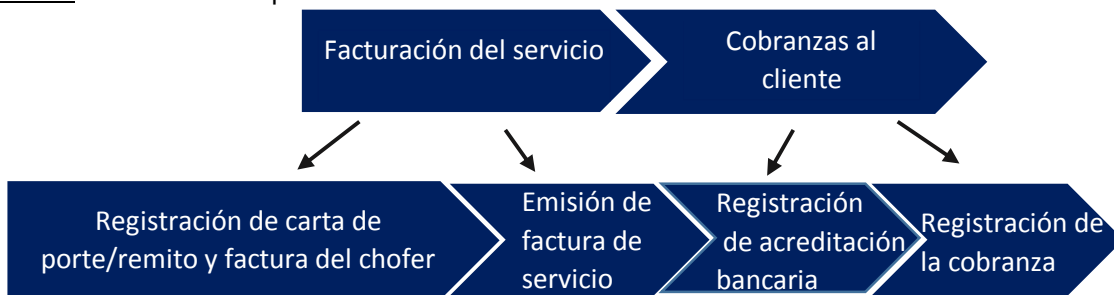 Facturación del servicio
Cobranzas al
cliente
Registración de carta de
porte/remito y factura del chofer
Emisión de
factura de
servicio
Registración
de acreditación
bancaria
Registración de
la cobranza